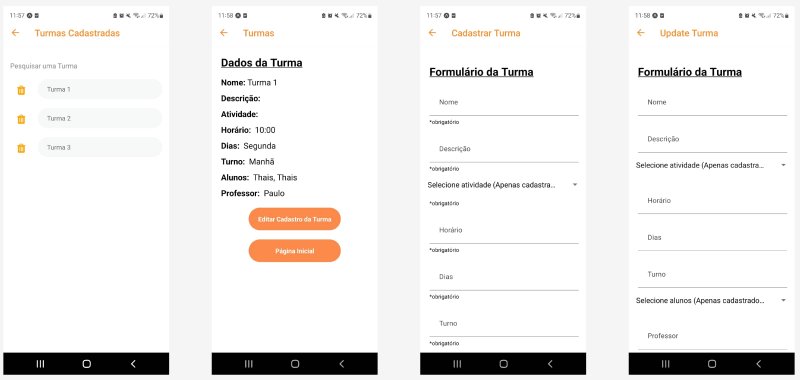 11:57
72%
Turmas Cadastradas
Pesquisar uma Turma
Turma 1
Turma 2
Turma 3
11:58
72%
Turmas
Dados da Turma
Nome: Turma 1
Descrição:
Atividade:
Horário: 10:00
Dias: Segunda
Turno: Manhã
Alunos: Thais, Thais
Professor: Paulo
Editar Cadastro da Turma
Página Inicial
11:57
72%
Cadastrar Turma
Formulário da Turma
Nome
*obrigatório
Descrição
*obrigatório
Selecione atividade (Apenas cadastra...
*obrigatório
Horário
*obrigatório
Dias
*obrigatório
Turno
*obrigatório
11:58
72%
Update Turma
Formulário da Turma
Nome
Descrição
Selecione atividade (Apenas cadastra...
Horário
Dias
Turno
Selecione alunos (Apenas cadastrado...
Professor